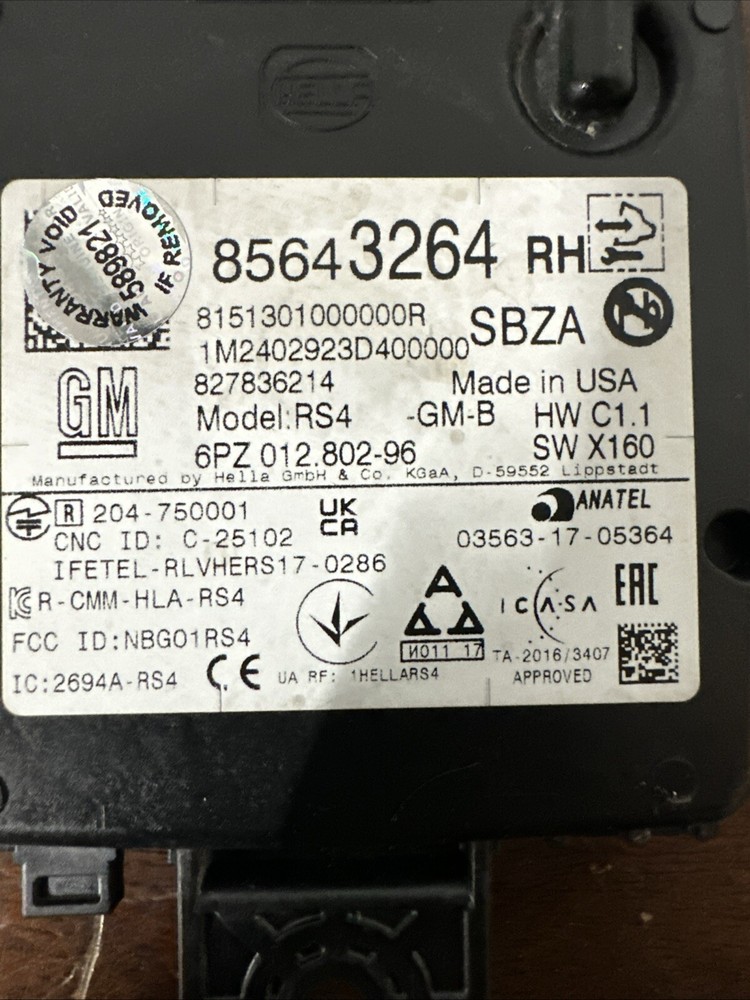 HELLA
WARRANTY VOID
IF REMOVED
589821
85643264 RH
8151301000000R
SBZA
1M2402923D400000
GM
827836214
Made in USA
Model:RS4 -GM-B HW C1.1
6PZ 012.802-96 SW X160
Manufactured by Hella GmbH & Co. KGaA, D-59552 Lippstadt
R 204-750001
UK
CA
ANATEL
CNC ID: C-25102
03563-17-05364
IFETEL-RLVHERS17-0286
R-CMM-HLA-RS4
ICASA
EAC
FCC ID:NBG01RS4
И011 17
TA-2016/3407
APPROVED
IC:2694A-RS4
CE
UA RF: 1HELLARS4